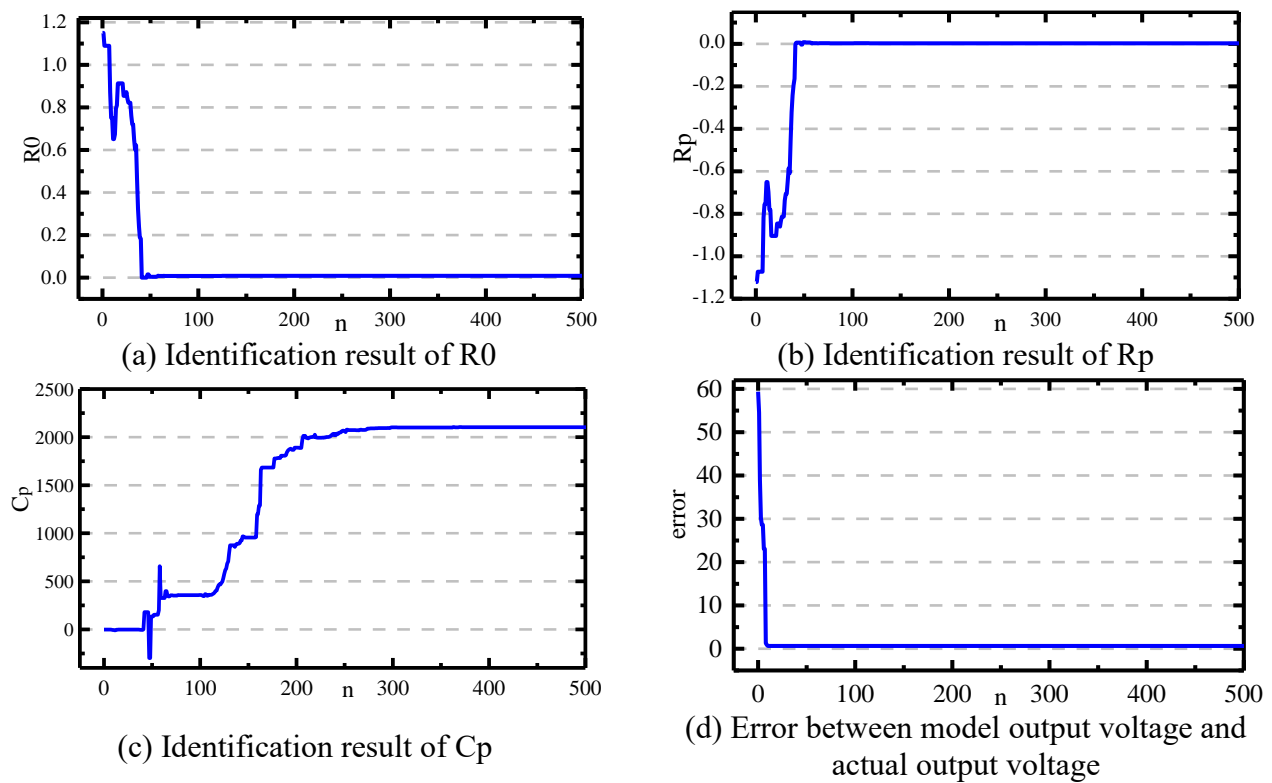 1.2
1.0
0.8
0.6
0.4
0.2
0.0
R0
0 100 200 300 400 500
n
(a) Identification result of R0
0.0
-0.2
-0.4
-0.6
-0.8
-1.0
-1.2
Rp
0 100 200 300 400 500
n
(b) Identification result of Rp
2500
2000
1500
1000
500
0
Cp
0 100 200 300 400 500
n
(c) Identification result of Cp
60
50
40
30
20
10
0
error
0 100 200 300 400 500
n
(d) Error between model output voltage and
actual output voltage